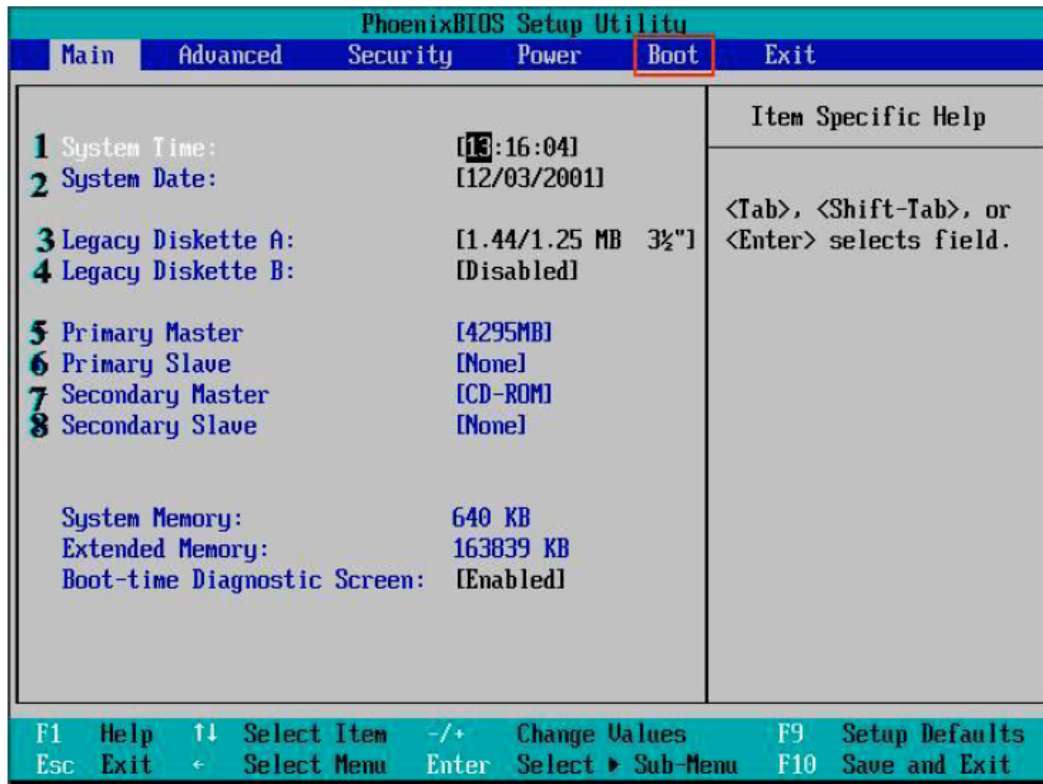 PhoenixBIOS Setup Utility
Main Advanced Security Power Boot Exit
Item Specific Help
1 System Time: [13:16:04]
2 System Date: [12/03/2001]
<Tab>, <Shift-Tab>, or
<Enter> selects field.
3 Legacy Diskette A: [1.44/1.25 MB 3½"]
4 Legacy Diskette B: [Disabled]
5 Primary Master [4295MB]
6 Primary Slave [None]
7 Secondary Master [CD-ROM]
8 Secondary Slave [None]
System Memory: 640 KB
Extended Memory: 163839 KB
Boot-time Diagnostic Screen: [Enabled]
F1 Help ↑↓ Select Item -/+ Change Values F9 Setup Defaults
Esc Exit ← Select Menu Enter Select ▶ Sub-Menu F10 Save and Exit